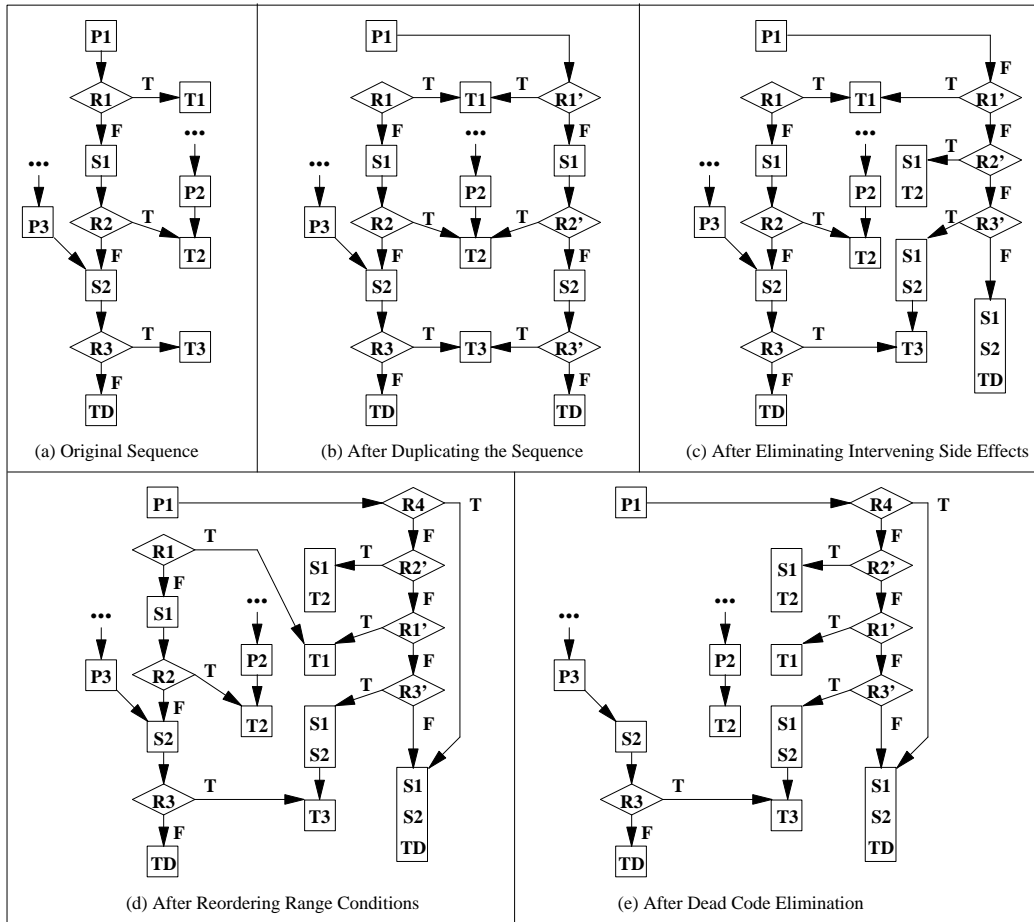 P1
R1
T
T1
F
...
S1
...
P2
P3
R2
T
T2
F
S2
R3
T
T3
F
TD
(a) Original Sequence
P1
R1
T
T1
T
R1'
F
...
F
S1
S1
...
P2
P3
R2
T
T
R2'
T2
F
F
S2
S2
R3
T
T3
T
R3'
F
F
TD
TD
(b) After Duplicating the Sequence
P1
F
R1
T
T1
T
R1'
F
...
F
S1
S1
T2
T
R2'
...
P2
F
P3
R2
T
T
R3'
T2
F
S1
S2
F
S2
S1
S2
TD
R3
T
T3
F
TD
(c) After Eliminating Intervening Side Effects
P1
R4
T
F
R1
T
S1
T2
T
R2'
F
F
S1
...
...
T1
T
R1'
P2
F
P3
R2
T
T
R3'
T2
F
S1
S2
F
S2
S1
S2
TD
R3
T
T3
F
TD
(d) After Reordering Range Conditions
P1
R4
T
F
S1
T2
T
R2'
F
...
...
T1
T
R1'
P2
F
P3
T
R3'
T2
S1
S2
F
S2
S1
S2
TD
R3
T
T3
F
TD
(e) After Dead Code Elimination